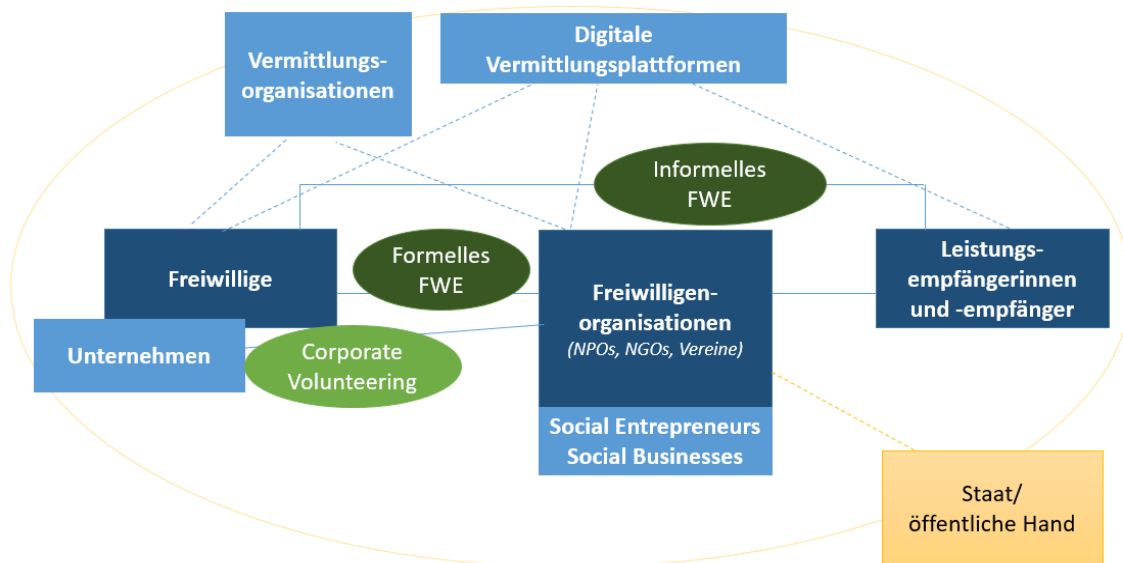 Vermittlungs-
organisationen
Digitale
Vermittlungsplattformen
Informelles
FWE
Freiwillige
Formelles
FWE
Freiwilligen-
organisationen
(NPOs, NGOs, Vereine)
Leistungs-
empfängerinnen
und -empfänger
Unternehmen
Corporate
Volunteering
Social Entrepreneurs
Social Businesses
Staat/
öffentliche Hand